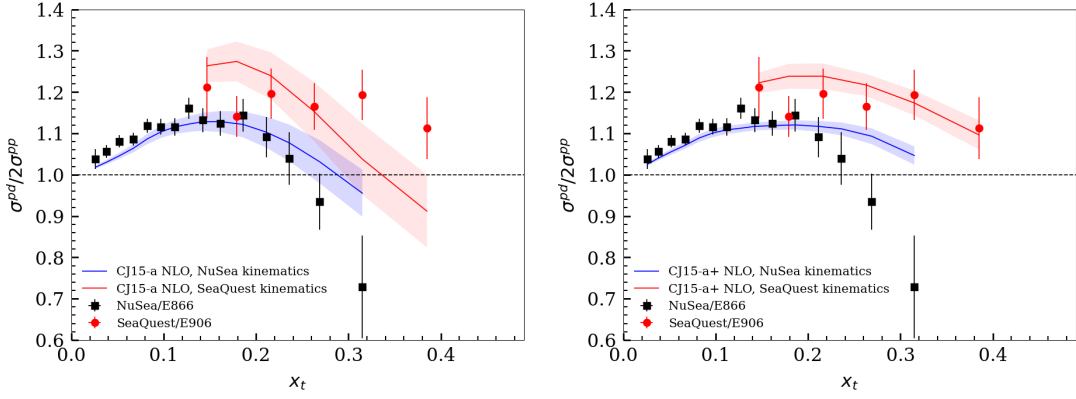 1.4
1.3
1.2
1.1
1.0
0.9
0.8
0.7
0.6
σ^{pd}/2σ^{pp}
CJ15-a NLO, NuSea kinematics
CJ15-a NLO, SeaQuest kinematics
NuSea/E866
SeaQuest/E906
0.0 0.1 0.2 0.3 0.4
x_t
1.4
1.3
1.2
1.1
1.0
0.9
0.8
0.7
0.6
σ^{pd}/2σ^{pp}
CJ15-a+ NLO, NuSea kinematics
CJ15-a+ NLO, SeaQuest kinematics
NuSea/E866
SeaQuest/E906
0.0 0.1 0.2 0.3 0.4
x_t